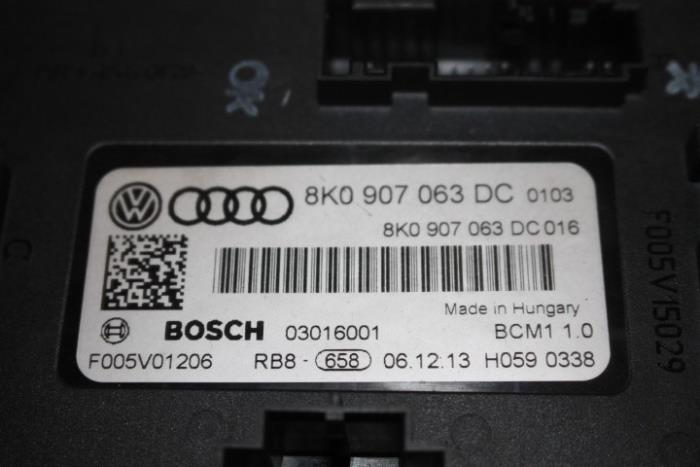 OK
8K0 907 063 DC 0103
8K0 907 063 DC 016
Made in Hungary
BOSCH 03016001 BCM1 1.0
F005V01206 RB8 - 658 06.12.13 H059 0338
F005V15029
C